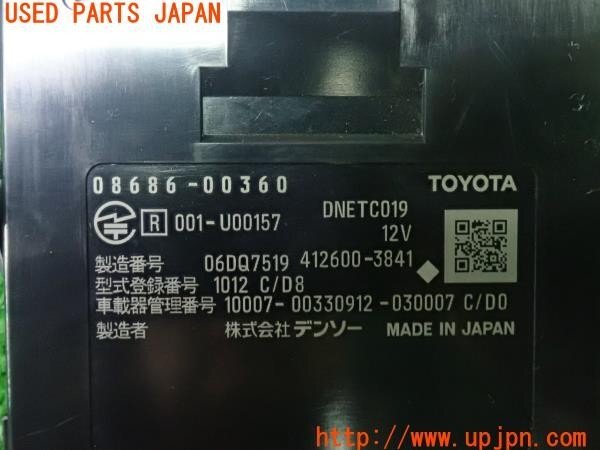 USED PARTS JAPAN
08686-00360 TOYOTA
R 001-U00157 DNETC019
12V
製造番号 06DQ7519 412600-3841
型式登録番号 1012 C/D8
車載器管理番号 10007-00330912-030007 C/D0
製造者 株式会社デンソー MADE IN JAPAN
https://www.upjpn.com/